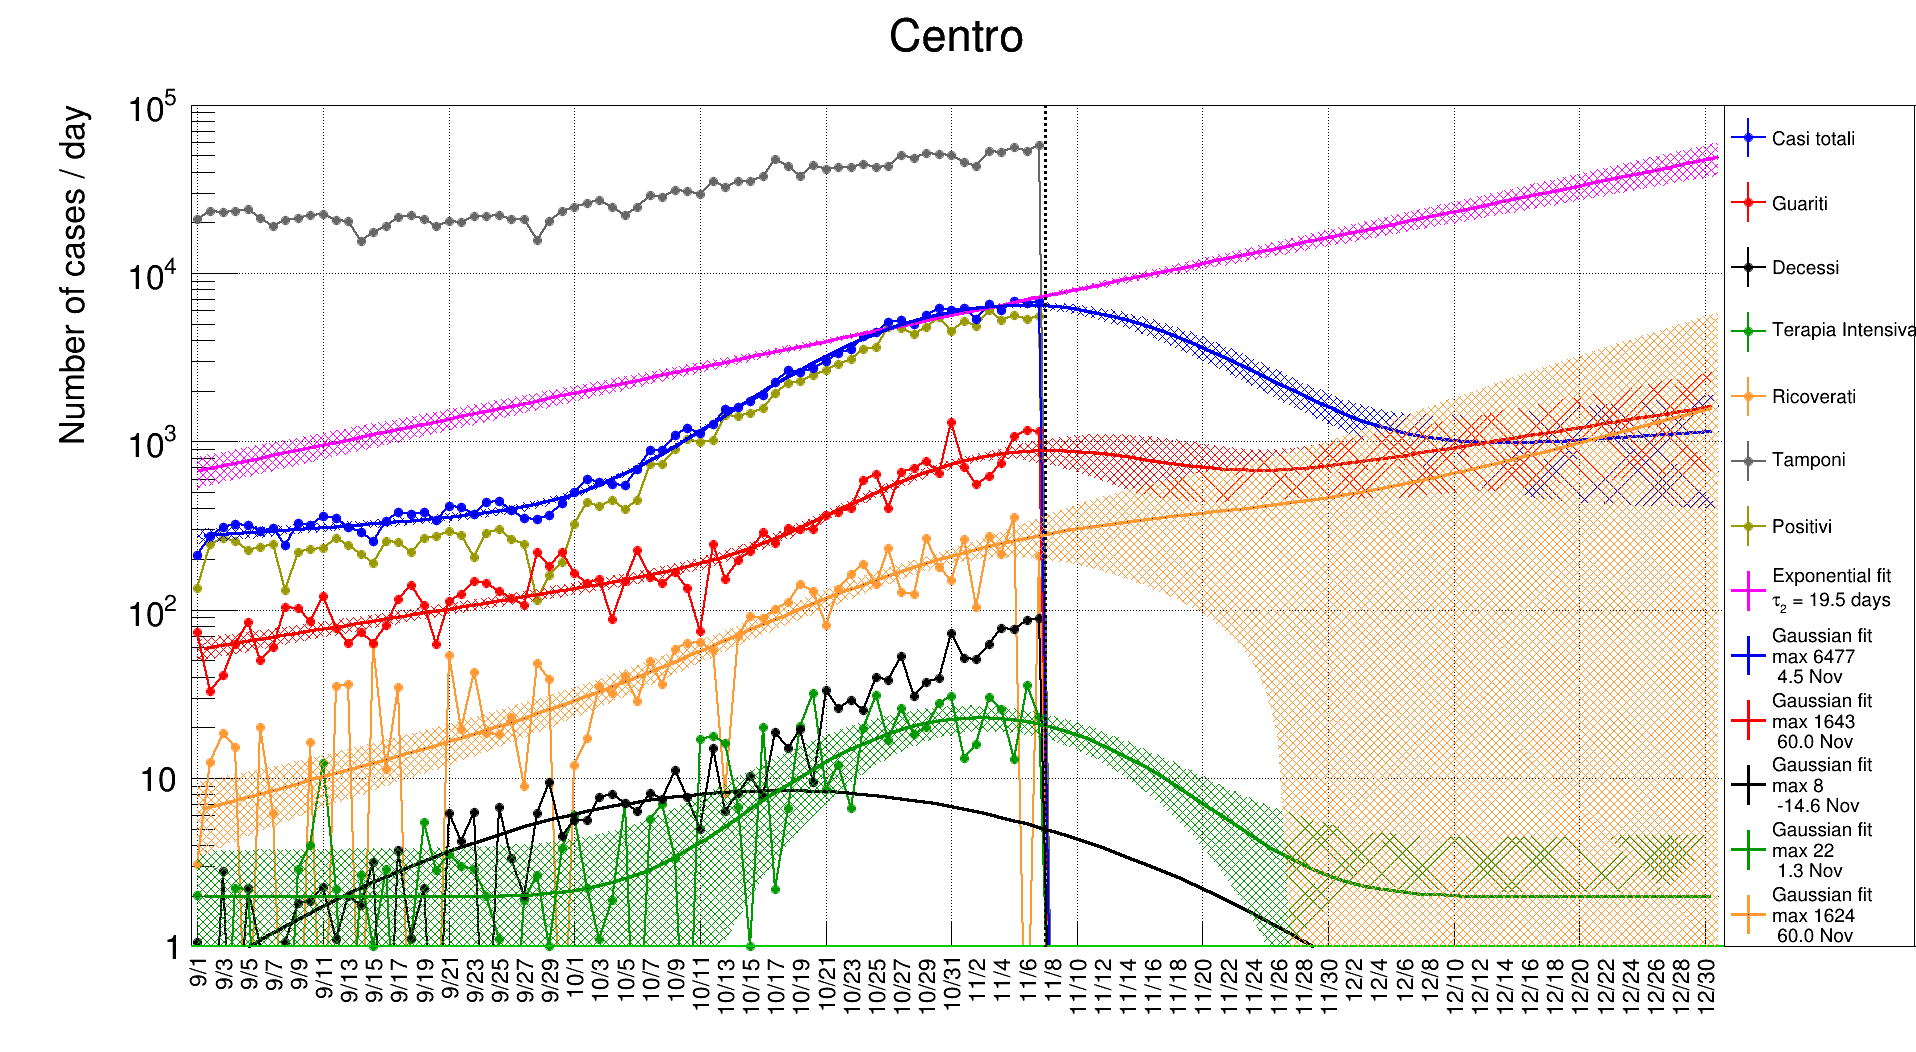 Centro
Number of cases / day
10^5
10^4
10^3
10^2
10
1
9/1
9/3
9/5
9/7
9/9
9/11
9/13
9/15
9/17
9/19
9/21
9/23
9/25
9/27
9/29
10/1
10/3
10/5
10/7
10/9
10/11
10/13
10/15
10/17
10/19
10/21
10/23
10/25
10/27
10/29
10/31
11/2
11/4
11/6
11/8
11/10
11/12
11/14
11/16
11/18
11/20
11/22
11/24
11/26
11/28
11/30
12/2
12/4
12/6
12/8
12/10
12/12
12/14
12/16
12/18
12/20
12/22
12/24
12/26
12/28
12/30
Casi totali
Guariti
Decessi
Terapia Intensiva
Ricoverati
Tamponi
Positivi
Exponential fit
τ2 = 19.5 days
Gaussian fit
max 6477
4.5 Nov
Gaussian fit
max 1643
60.0 Nov
Gaussian fit
max 8
-14.6 Nov
Gaussian fit
max 22
1.3 Nov
Gaussian fit
max 1624
60.0 Nov